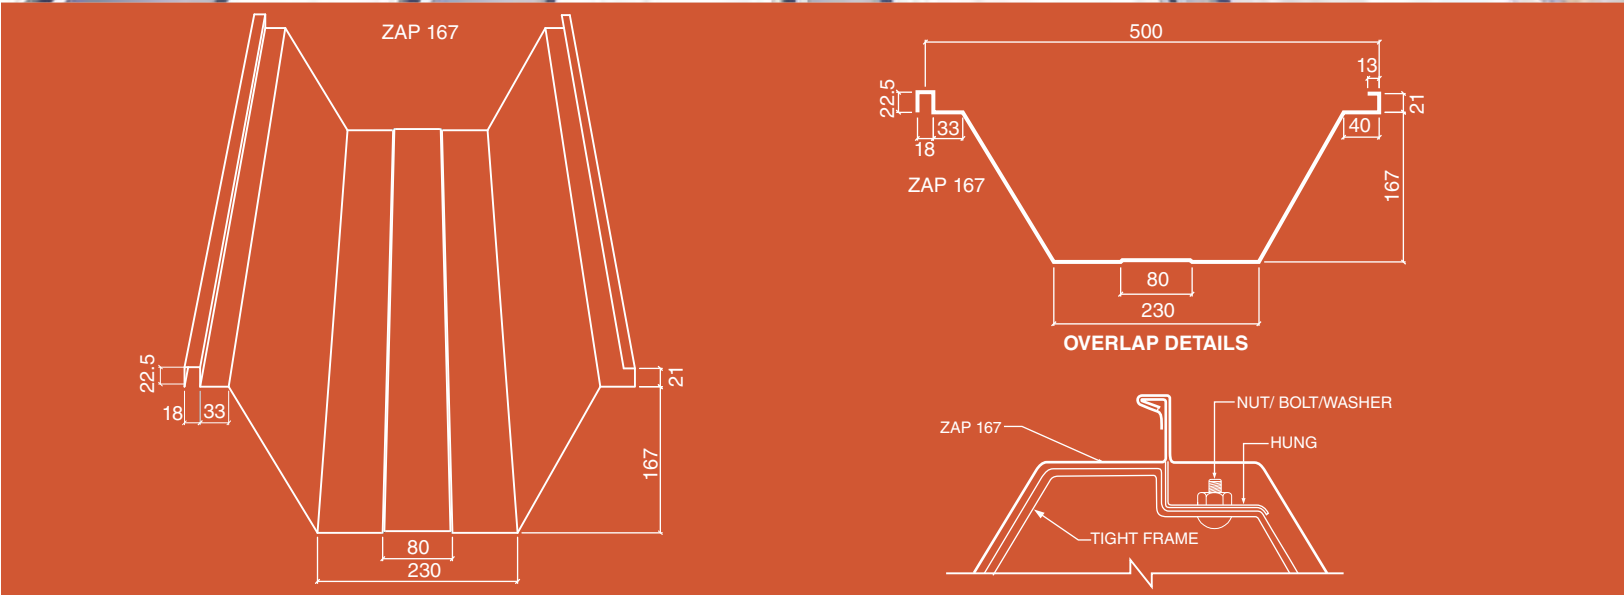 ZAP 167
22.5
18
33
21
167
80
230
500
13
22.5
21
33
40
18
ZAP 167
167
80
230
OVERLAP DETAILS
NUT/ BOLT/WASHER
ZAP 167
HUNG
TIGHT FRAME